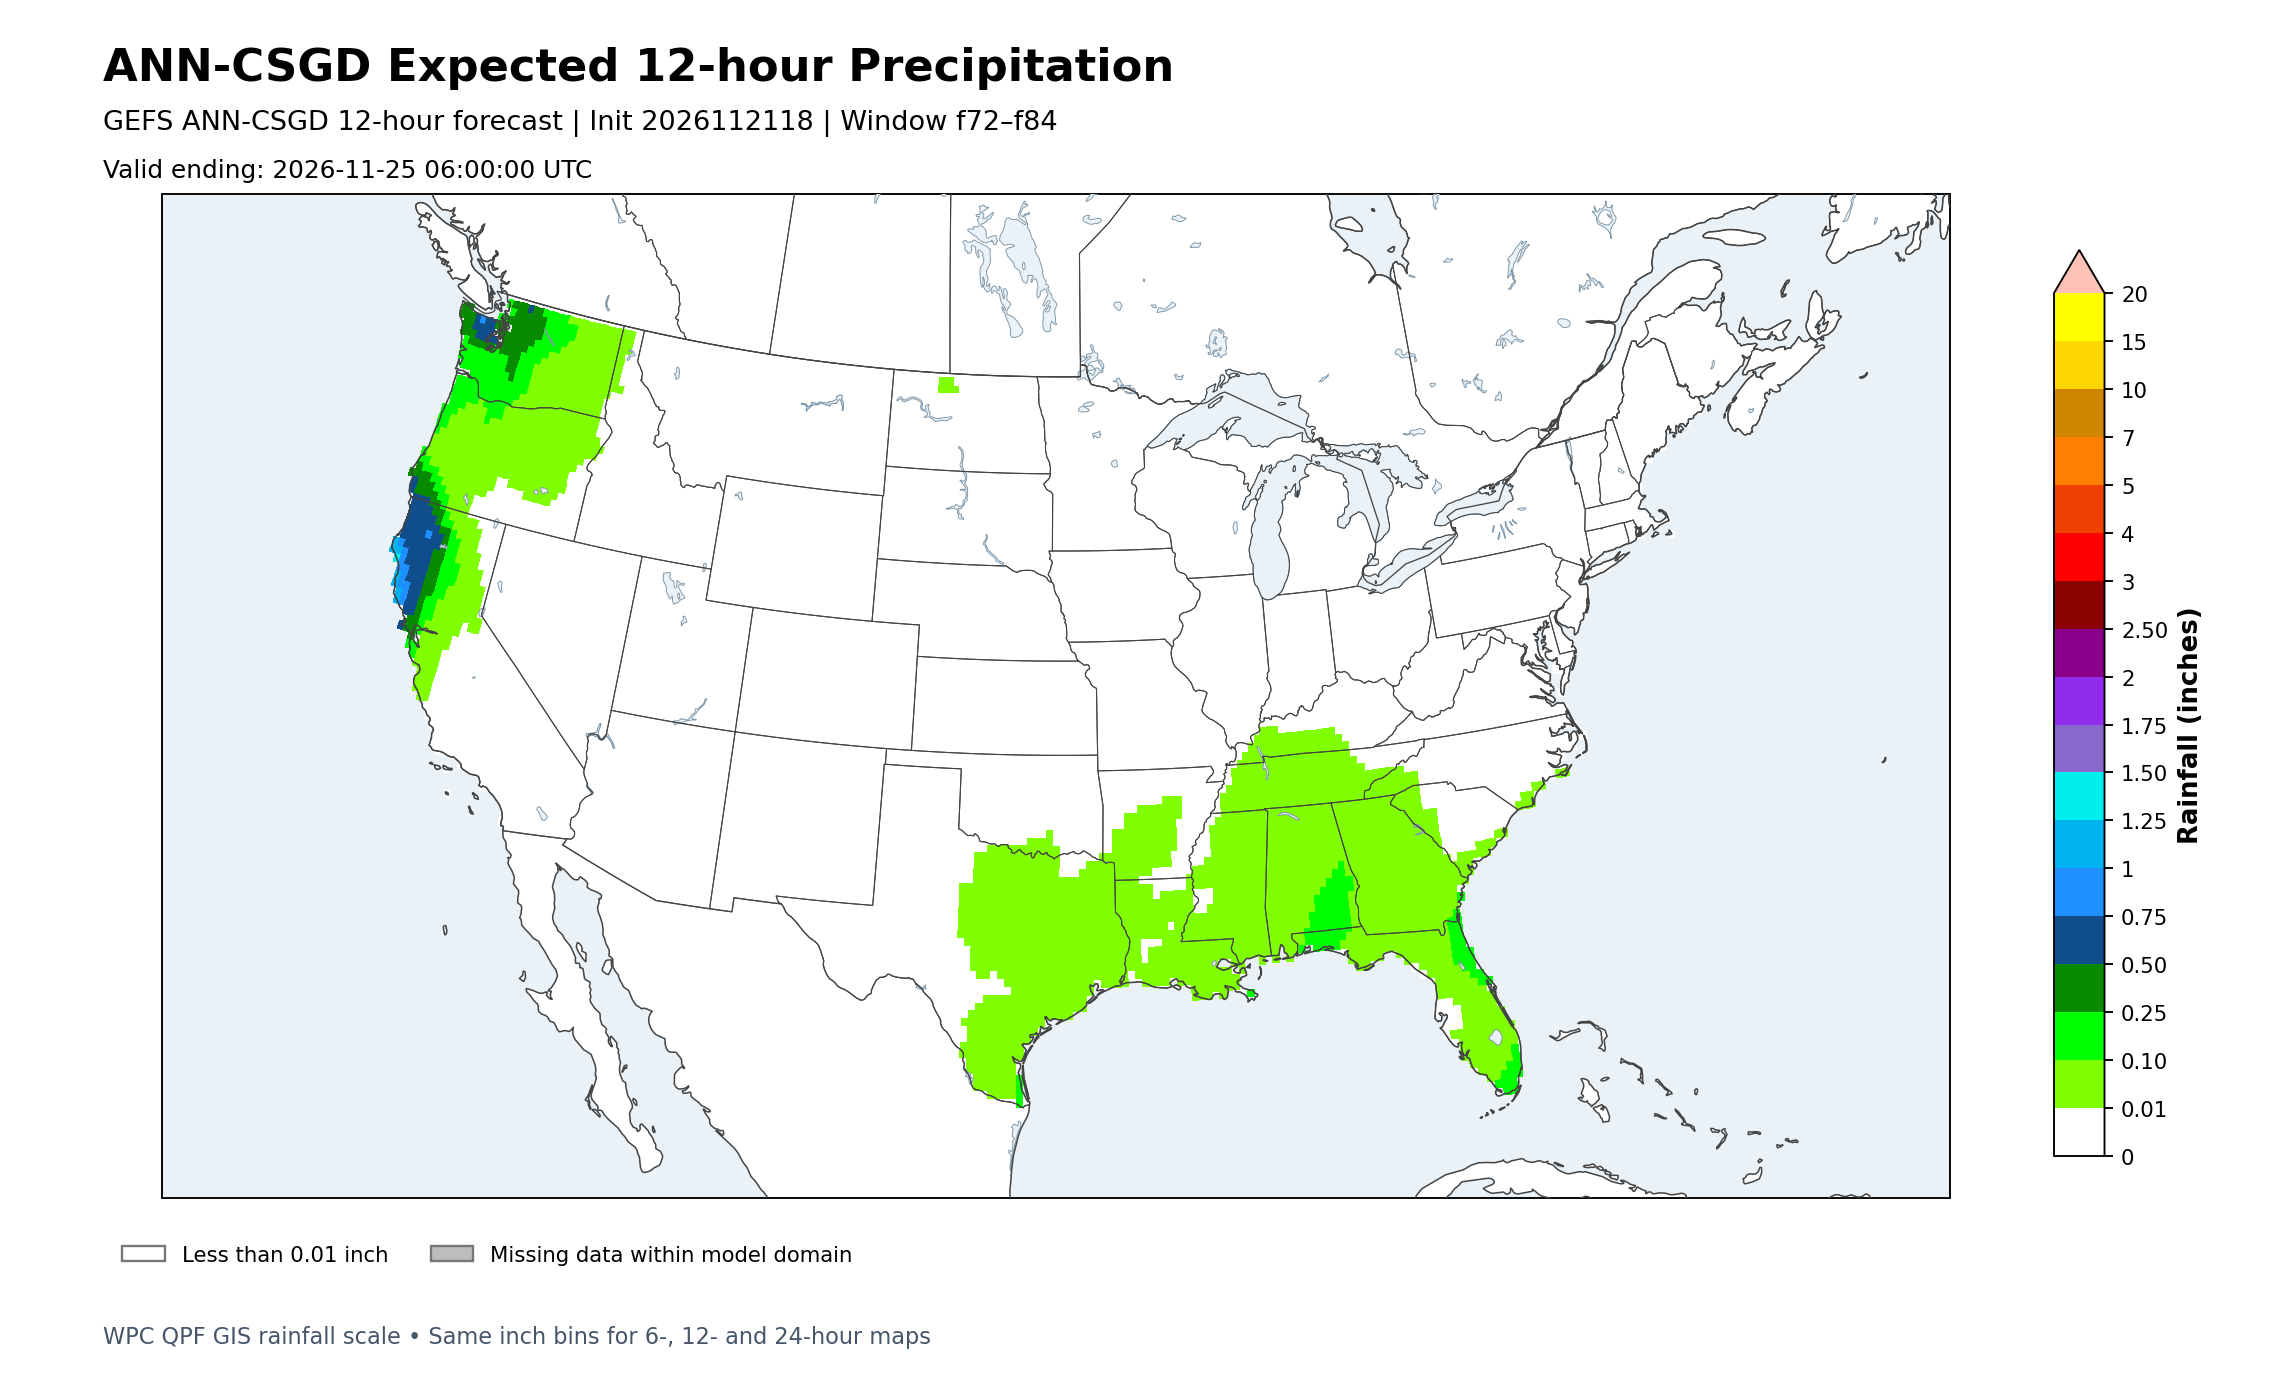 ANN-CSGD Expected 12-hour Precipitation
GEFS ANN-CSGD 12-hour forecast | Init 2026112118 | Window f72–f84
Valid ending: 2026-11-25 06:00:00 UTC
20
15
10
7
5
4
3
2.50
2
1.75
1.50
1.25
1
0.75
0.50
0.25
0.10
0.01
0
Rainfall (inches)
Less than 0.01 inch
Missing data within model domain
WPC QPF GIS rainfall scale • Same inch bins for 6-, 12- and 24-hour maps